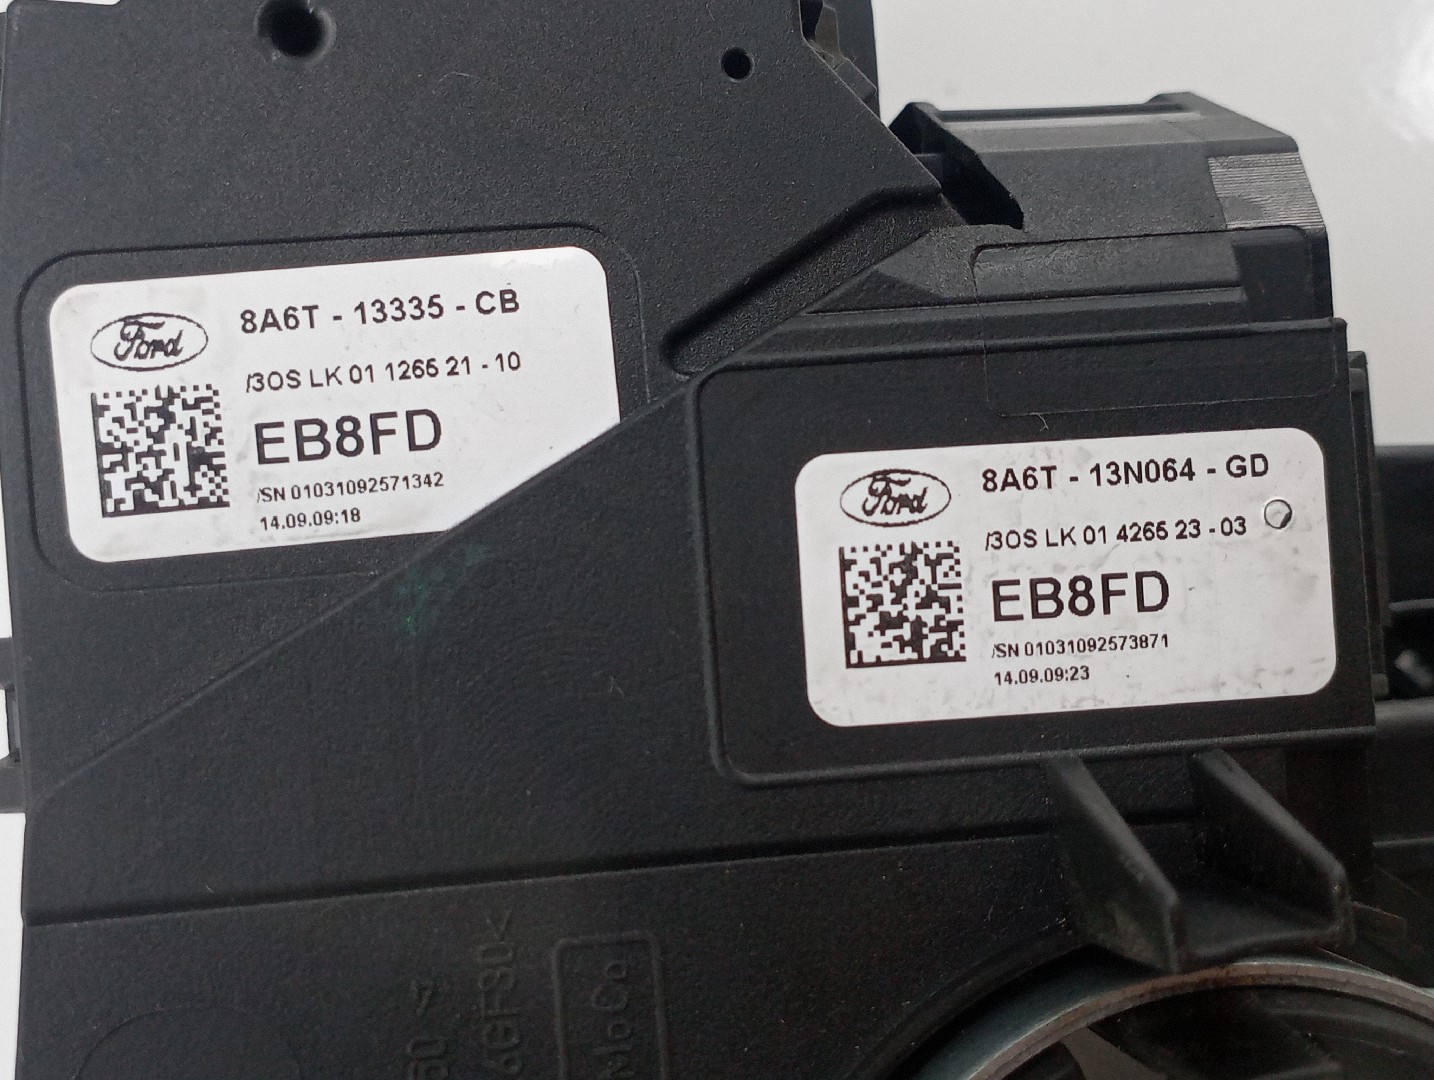 Ford
8A6T - 13335 - CB
/3OS LK 01 1266 21 - 10
EB8FD
/SN 01031092571342
14.09.09:18
Ford
8A6T - 13N064 - GD
/3OS LK 01 4266 23 - 03
EB8FD
/SN 01031092573871
14.09.09:23